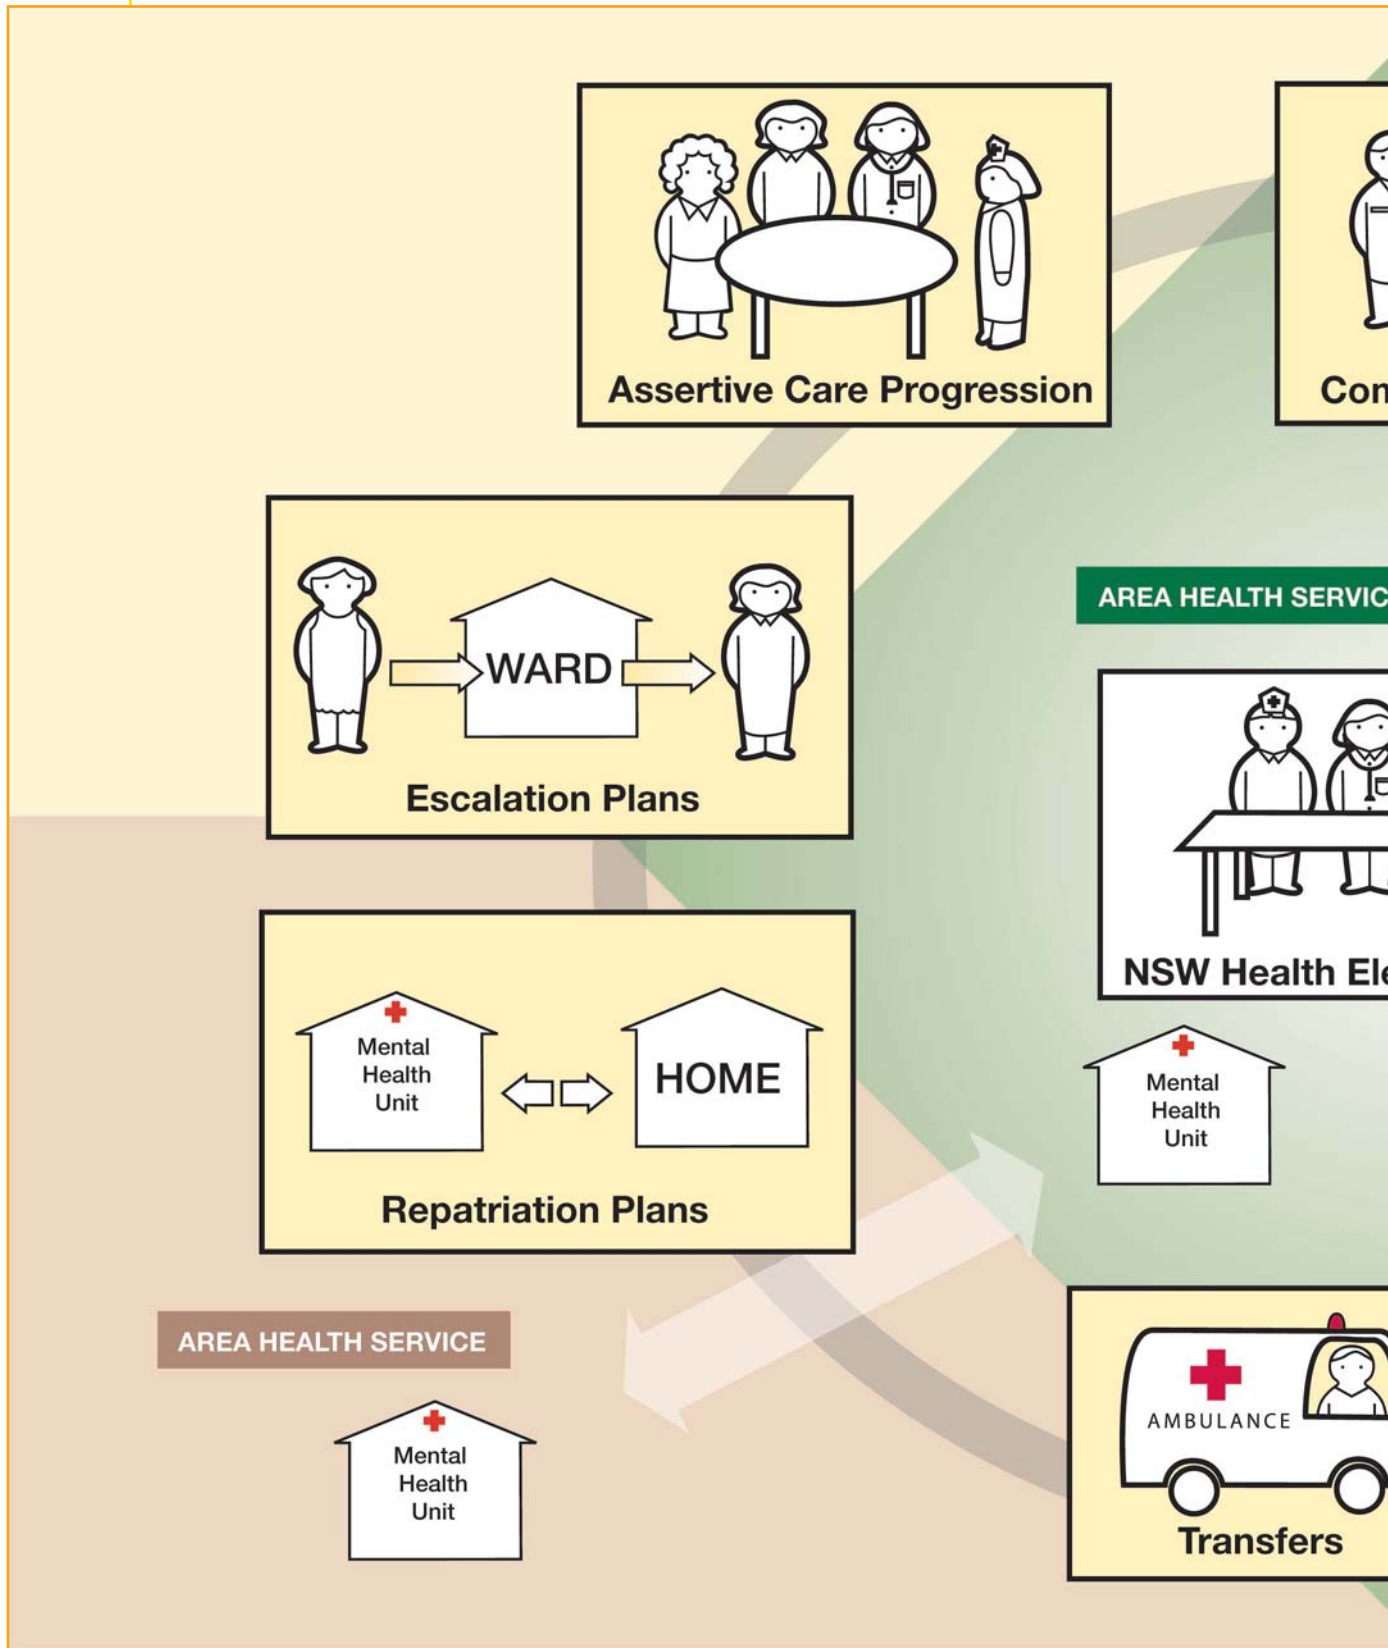 Assertive Care Progression
Con
WARD
Escalation Plans
AREA HEALTH SERVIC
NSW Health Ele
Mental
Health
Unit
HOME
Repatriation Plans
Mental
Health
Unit
AREA HEALTH SERVICE
Mental
Health
Unit
AMBULANCE
Transfers